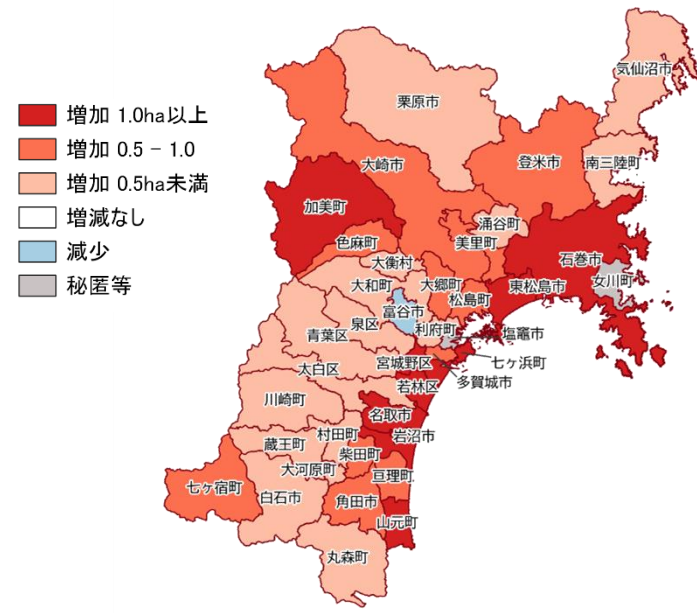 増加 1.0ha以上
増加 0.5 − 1.0
増加 0.5ha未満
増減なし
減少
秘匿等
気仙沼市
栗原市
大崎市
登米市
南三陸町
加美町
涌谷町
色麻町
美里町
石巻市
大衡村
女川町
大和町
大郷町
東松島市
松島町
富谷市
泉区
利府町
塩竈市
青葉区
宮城野区
七ヶ浜町
太白区
多賀城市
若林区
川崎町
名取市
村田町
岩沼市
蔵王町
柴田町
大河原町
亘理町
七ヶ宿町
白石市
角田市
山元町
丸森町